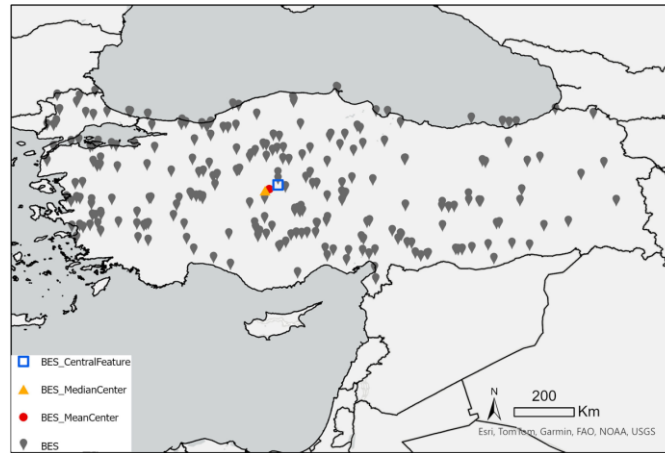 BES_CentralFeature
BES_MedianCenter
BES_MeanCenter
BES
N
200
Km
Esri, TomTom, Garmin, FAO, NOAA, USGS